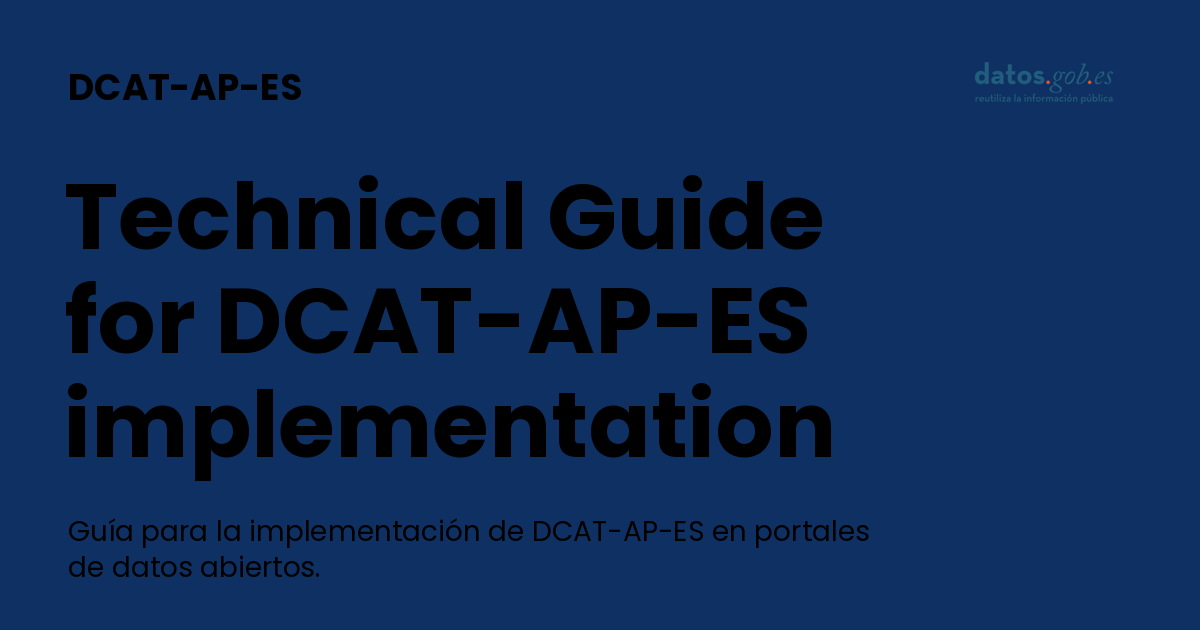 DCAT-AP-ES
datos.gob.es
reutiliza la información pública
Technical Guide
for DCAT-AP-ES
implementation
Guía para la implementación de DCAT-AP-ES en portales
de datos abiertos.